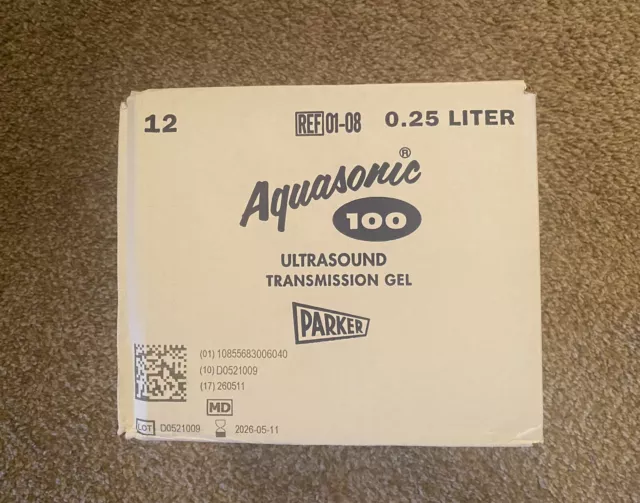 12 REF 01-08 0.25 LITER
Aquasonic®
100
ULTRASOUND
TRANSMISSION GEL
PARKER
(01) 10855683006040
(10) D0521009
(17) 260511
MD
LOT D0521009 2026-05-11